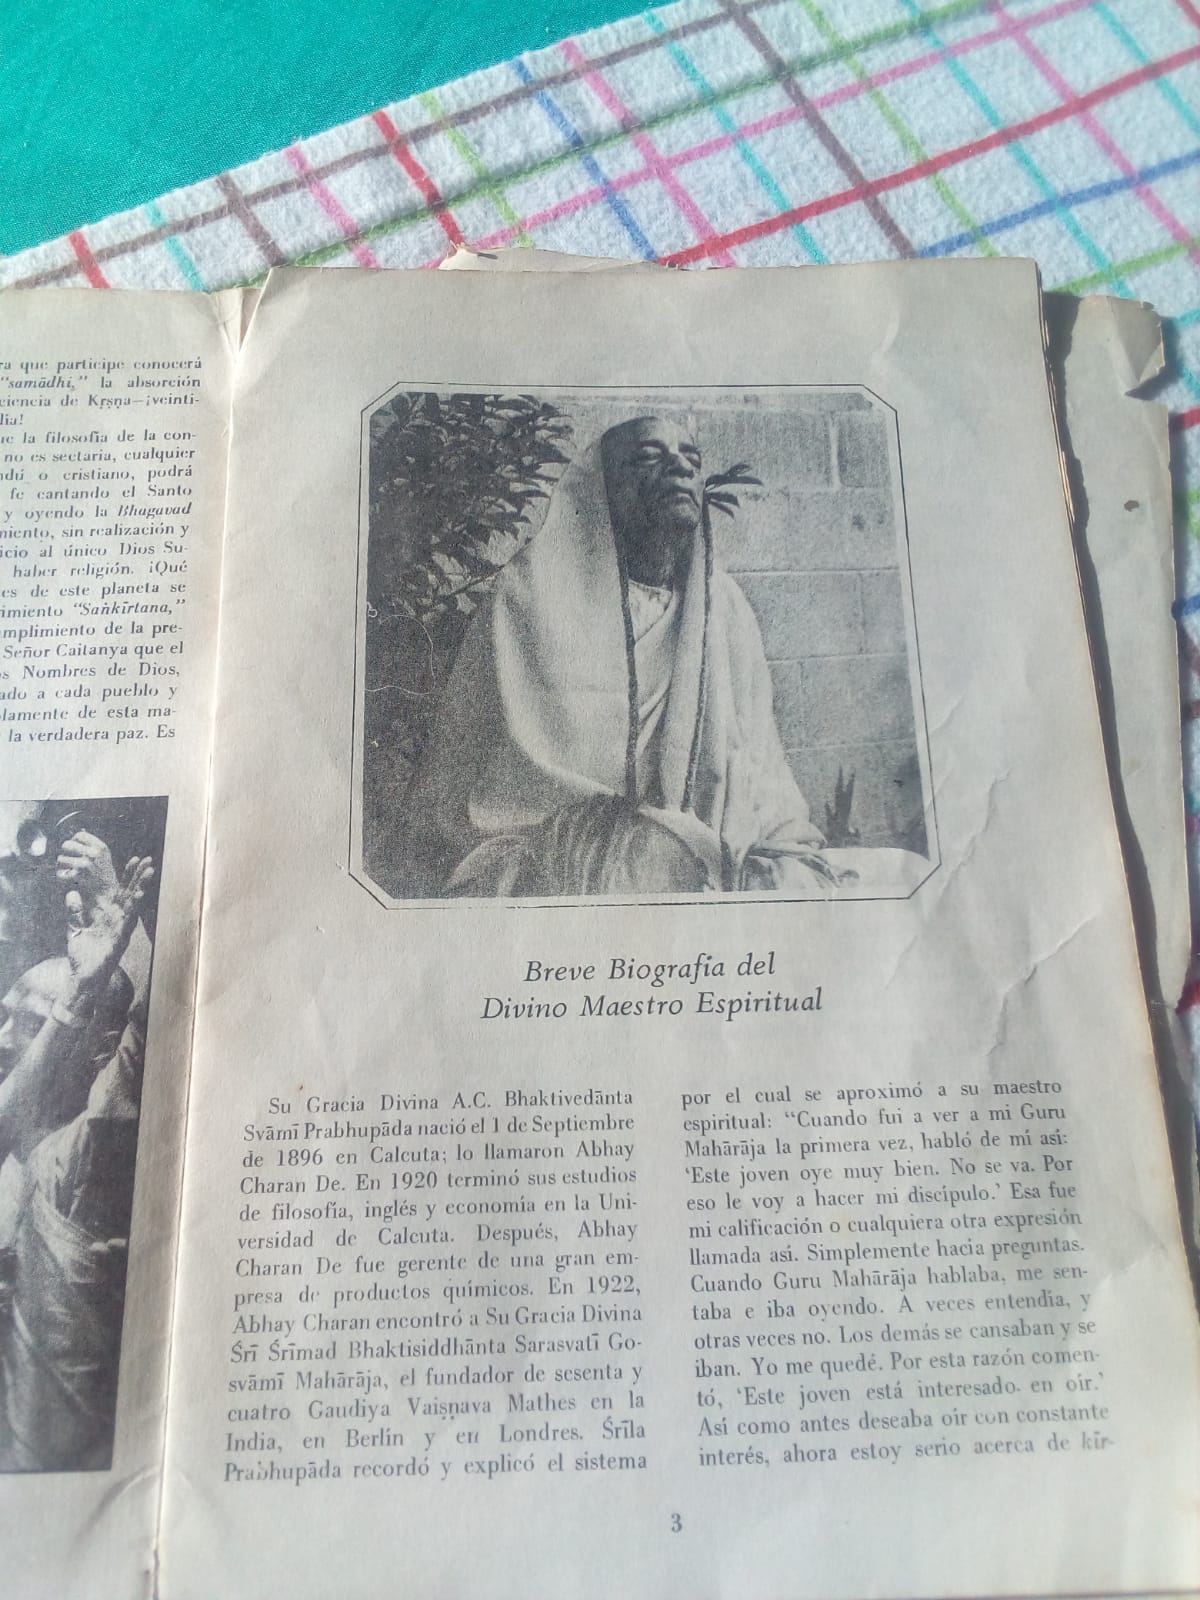 ra que participe conocerá
"samādhi," la absorción
ciencia de Kṛṣṇa—¡veinti-
dia!
ue la filosofía de la con-
no es sectaria, cualquier
ndú o cristiano, podrá
fe cantando el Santo
y oyendo la Bhagavad
miento, sin realización y
icio al único Dios Su-
haber religión. ¡Qué
es de este planeta se
imiento "Saṅkīrtana,"
umplimiento de la pre-
Señor Caitanya que el
os Nombres de Dios,
ado a cada pueblo y
olamente de esta ma-
la verdadera paz. Es
Breve Biografía del
Divino Maestro Espiritual
Su Gracia Divina A.C. Bhaktivedānta
Svāmī Prabhupāda nació el 1 de Septiembre
de 1896 en Calcuta; lo llamaron Abhay
Charan De. En 1920 terminó sus estudios
de filosofía, inglés y economía en la Uni-
versidad de Calcuta. Después, Abhay
Charan De fue gerente de una gran em-
presa de productos químicos. En 1922,
Abhay Charan encontró a Su Gracia Divina
Śrī Śrīmad Bhaktisiddhānta Sarasvatī Go-
svāmī Mahārāja, el fundador de sesenta y
cuatro Gaudiya Vaiṣṇava Mathes en la
India, en Berlín y en Londres. Śrīla
Prabhupāda recordó y explicó el sistema
por el cual se aproximó a su maestro
espiritual: "Cuando fui a ver a mi Guru
Mahārāja la primera vez, habló de mí así:
'Este joven oye muy bien. No se va. Por
eso le voy a hacer mi discípulo.' Esa fue
mi calificación o cualquiera otra expresión
llamada así. Simplemente hacía preguntas.
Cuando Guru Mahārāja hablaba, me sen-
taba e iba oyendo. A veces entendía, y
otras veces no. Los demás se cansaban y se
iban. Yo me quedé. Por esta razón comen-
tó, 'Este joven está interesado en oír.'
Así como antes deseaba oír con constante
interés, ahora estoy serio acerca de kīr-
3